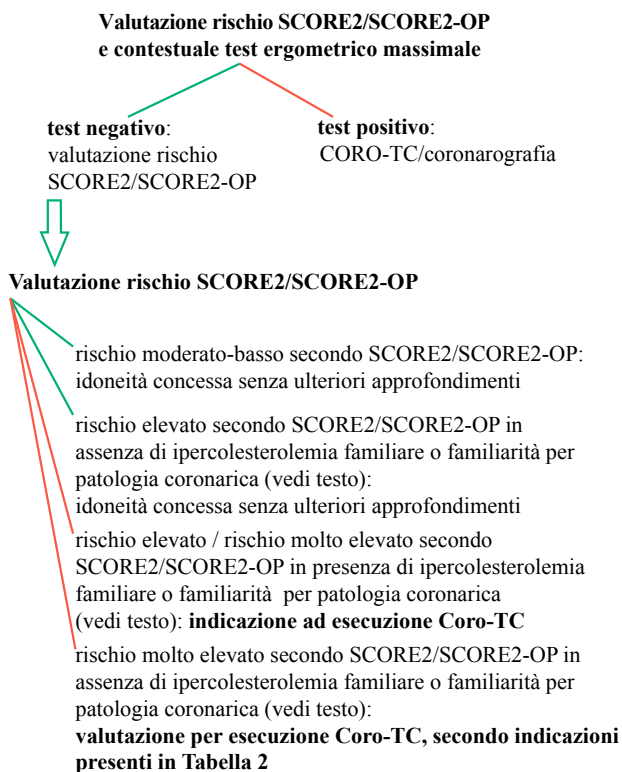 Valutazione rischio SCORE2/SCORE2-OP
e contestuale test ergometrico massimale
test negativo:
valutazione rischio
SCORE2/SCORE2-OP
test positivo:
CORO-TC/coronarografia
Valutazione rischio SCORE2/SCORE2-OP
rischio moderato-basso secondo SCORE2/SCORE2-OP:
idoneità concessa senza ulteriori approfondimenti
rischio elevato secondo SCORE2/SCORE2-OP in
assenza di ipercolesterolemia familiare o familiarità per
patologia coronarica (vedi testo):
idoneità concessa senza ulteriori approfondimenti
rischio elevato / rischio molto elevato secondo
SCORE2/SCORE2-OP in presenza di ipercolesterolemia
familiare o familiarità per patologia coronarica
(vedi testo): indicazione ad esecuzione Coro-TC
rischio molto elevato secondo SCORE2/SCORE2-OP in
assenza di ipercolesterolemia familiare o familiarità per
patologia coronarica (vedi testo):
valutazione per esecuzione Coro-TC, secondo indicazioni
presenti in Tabella 2